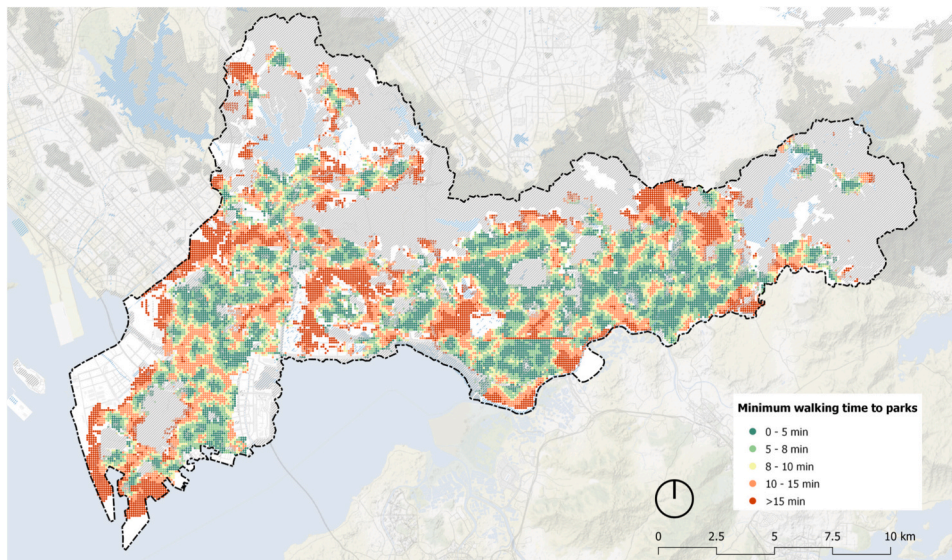 Minimum walking time to parks
0 - 5 min
5 - 8 min
8 - 10 min
10 - 15 min
>15 min
0 2.5 5 7.5 10 km